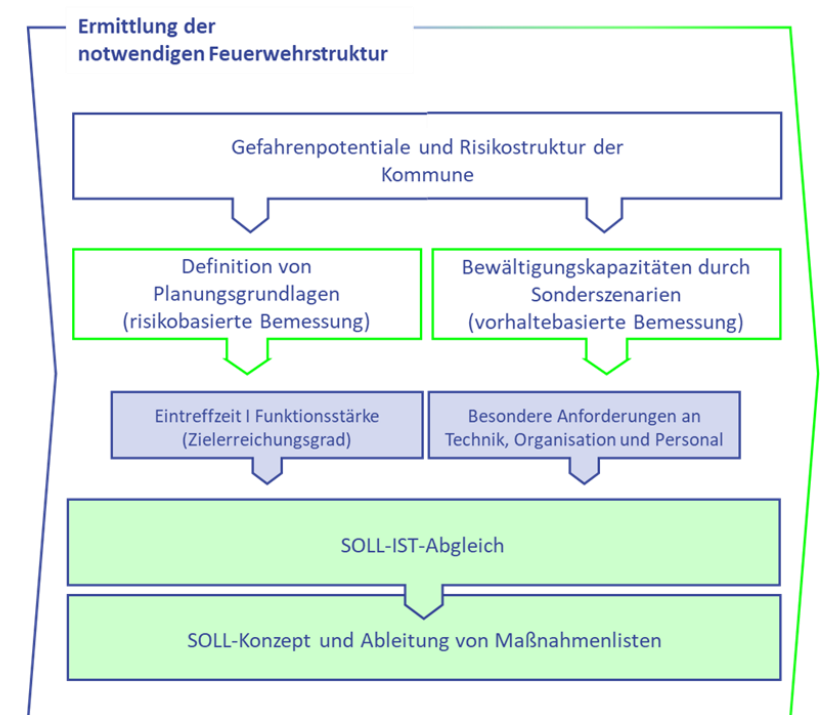 Ermittlung der
notwendigen Feuerwehrstruktur
Gefahrenpotentiale und Risikostruktur der
Kommune
Definition von
Planungsgrundlagen
(risikobasierte Bemessung)
Bewältigungskapazitäten durch
Sonderszenarien
(vorhaltebasierte Bemessung)
Eintreffzeit I Funktionsstärke
(Zielerreichungsgrad)
Besondere Anforderungen an
Technik, Organisation und Personal
SOLL-IST-Abgleich
SOLL-Konzept und Ableitung von Maßnahmenlisten